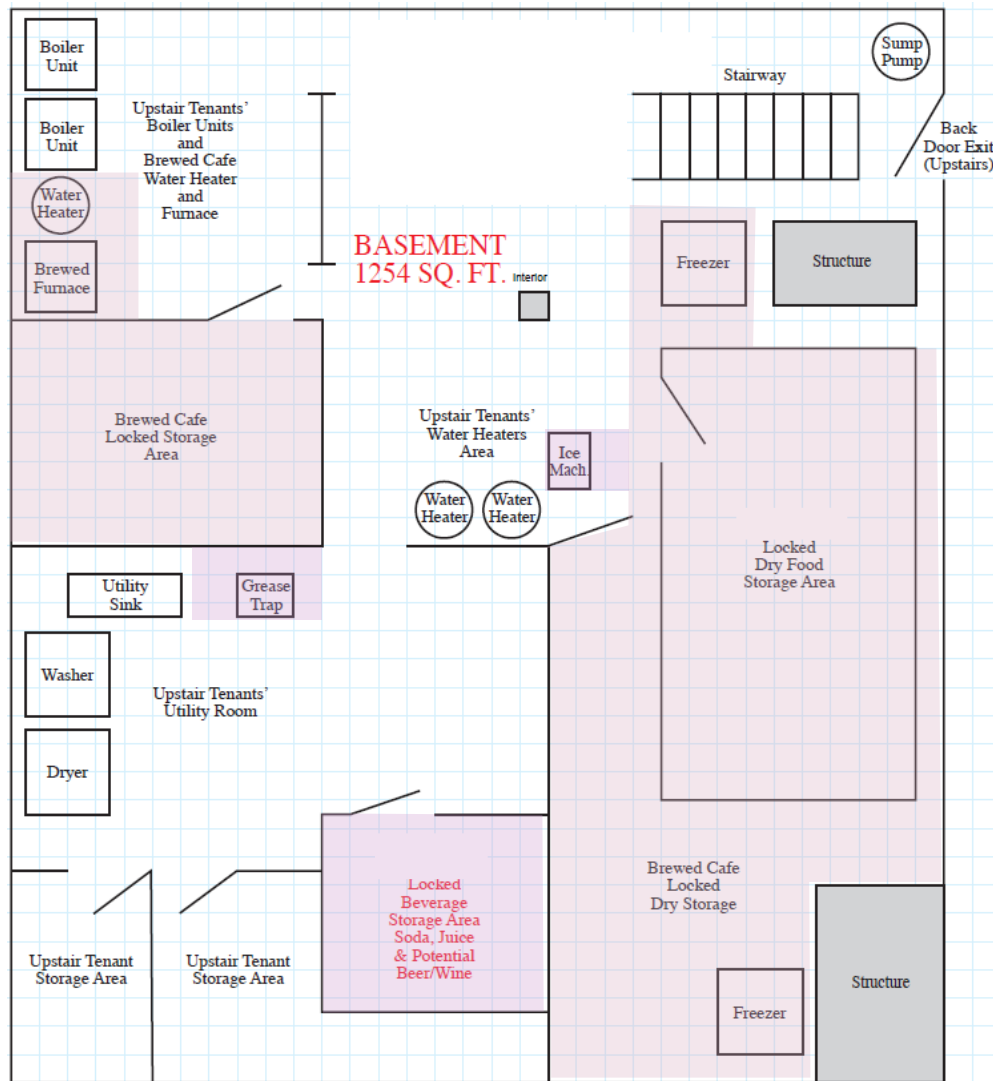 Boiler
Unit
Sump
Pump
Stairway
Upstair Tenants'
Boiler Units
and
Brewed Cafe
Water Heater
and
Furnace
Boiler
Unit
Back
Door Exit
(Upstairs)
Water
Heater
Brewed
Furnace
BASEMENT
1254 SQ. FT.
Interior
Freezer
Structure
Brewed Cafe
Locked Storage
Area
Upstair Tenants'
Water Heaters
Area
Ice
Mach.
Water
Heater
Water
Heater
Locked
Dry Food
Storage Area
Utility
Sink
Grease
Trap
Washer
Upstair Tenants'
Utility Room
Dryer
Brewed Cafe
Locked
Dry Storage
Locked
Beverage
Storage Area
Soda, Juice
& Potential
Beer/Wine
Upstair Tenant
Storage Area
Upstair Tenant
Storage Area
Structure
Freezer